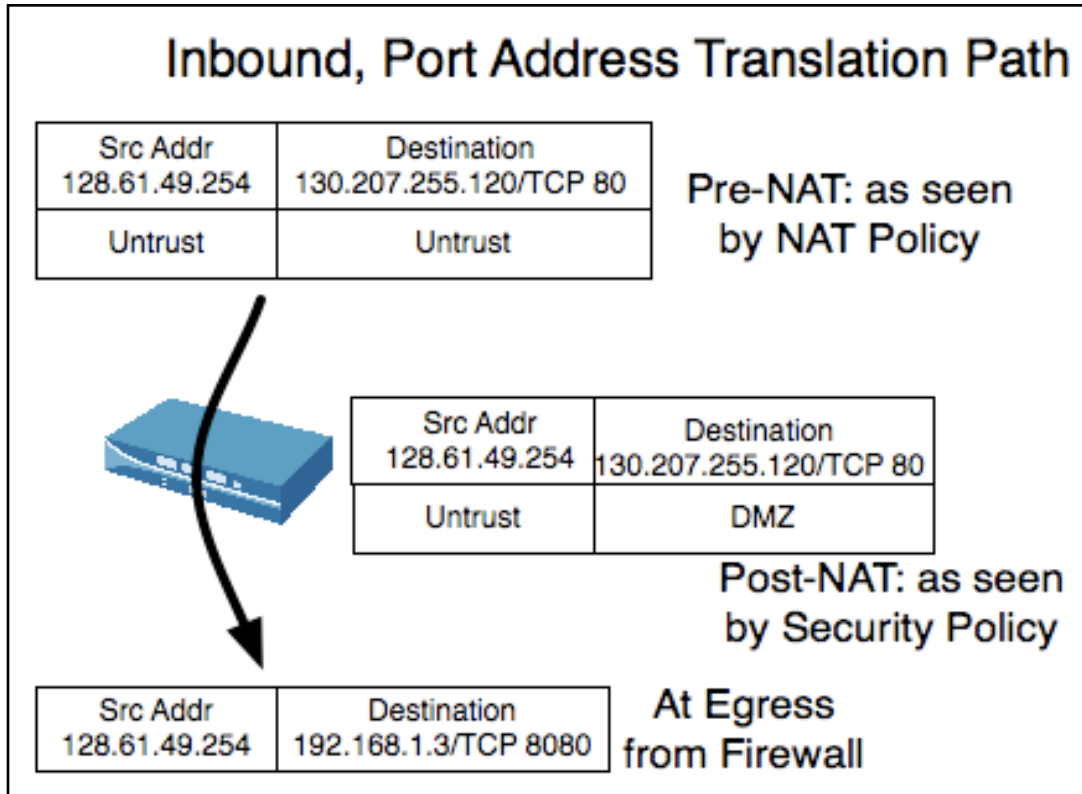 Inbound, Port Address Translation Path
Src Addr
128.61.49.254
Destination
130.207.255.120/TCP 80
Untrust
Untrust
Pre-NAT: as seen
by NAT Policy
Src Addr
128.61.49.254
Destination
130.207.255.120/TCP 80
Untrust
DMZ
Post-NAT: as seen
by Security Policy
Src Addr
128.61.49.254
Destination
192.168.1.3/TCP 8080
At Egress
from Firewall